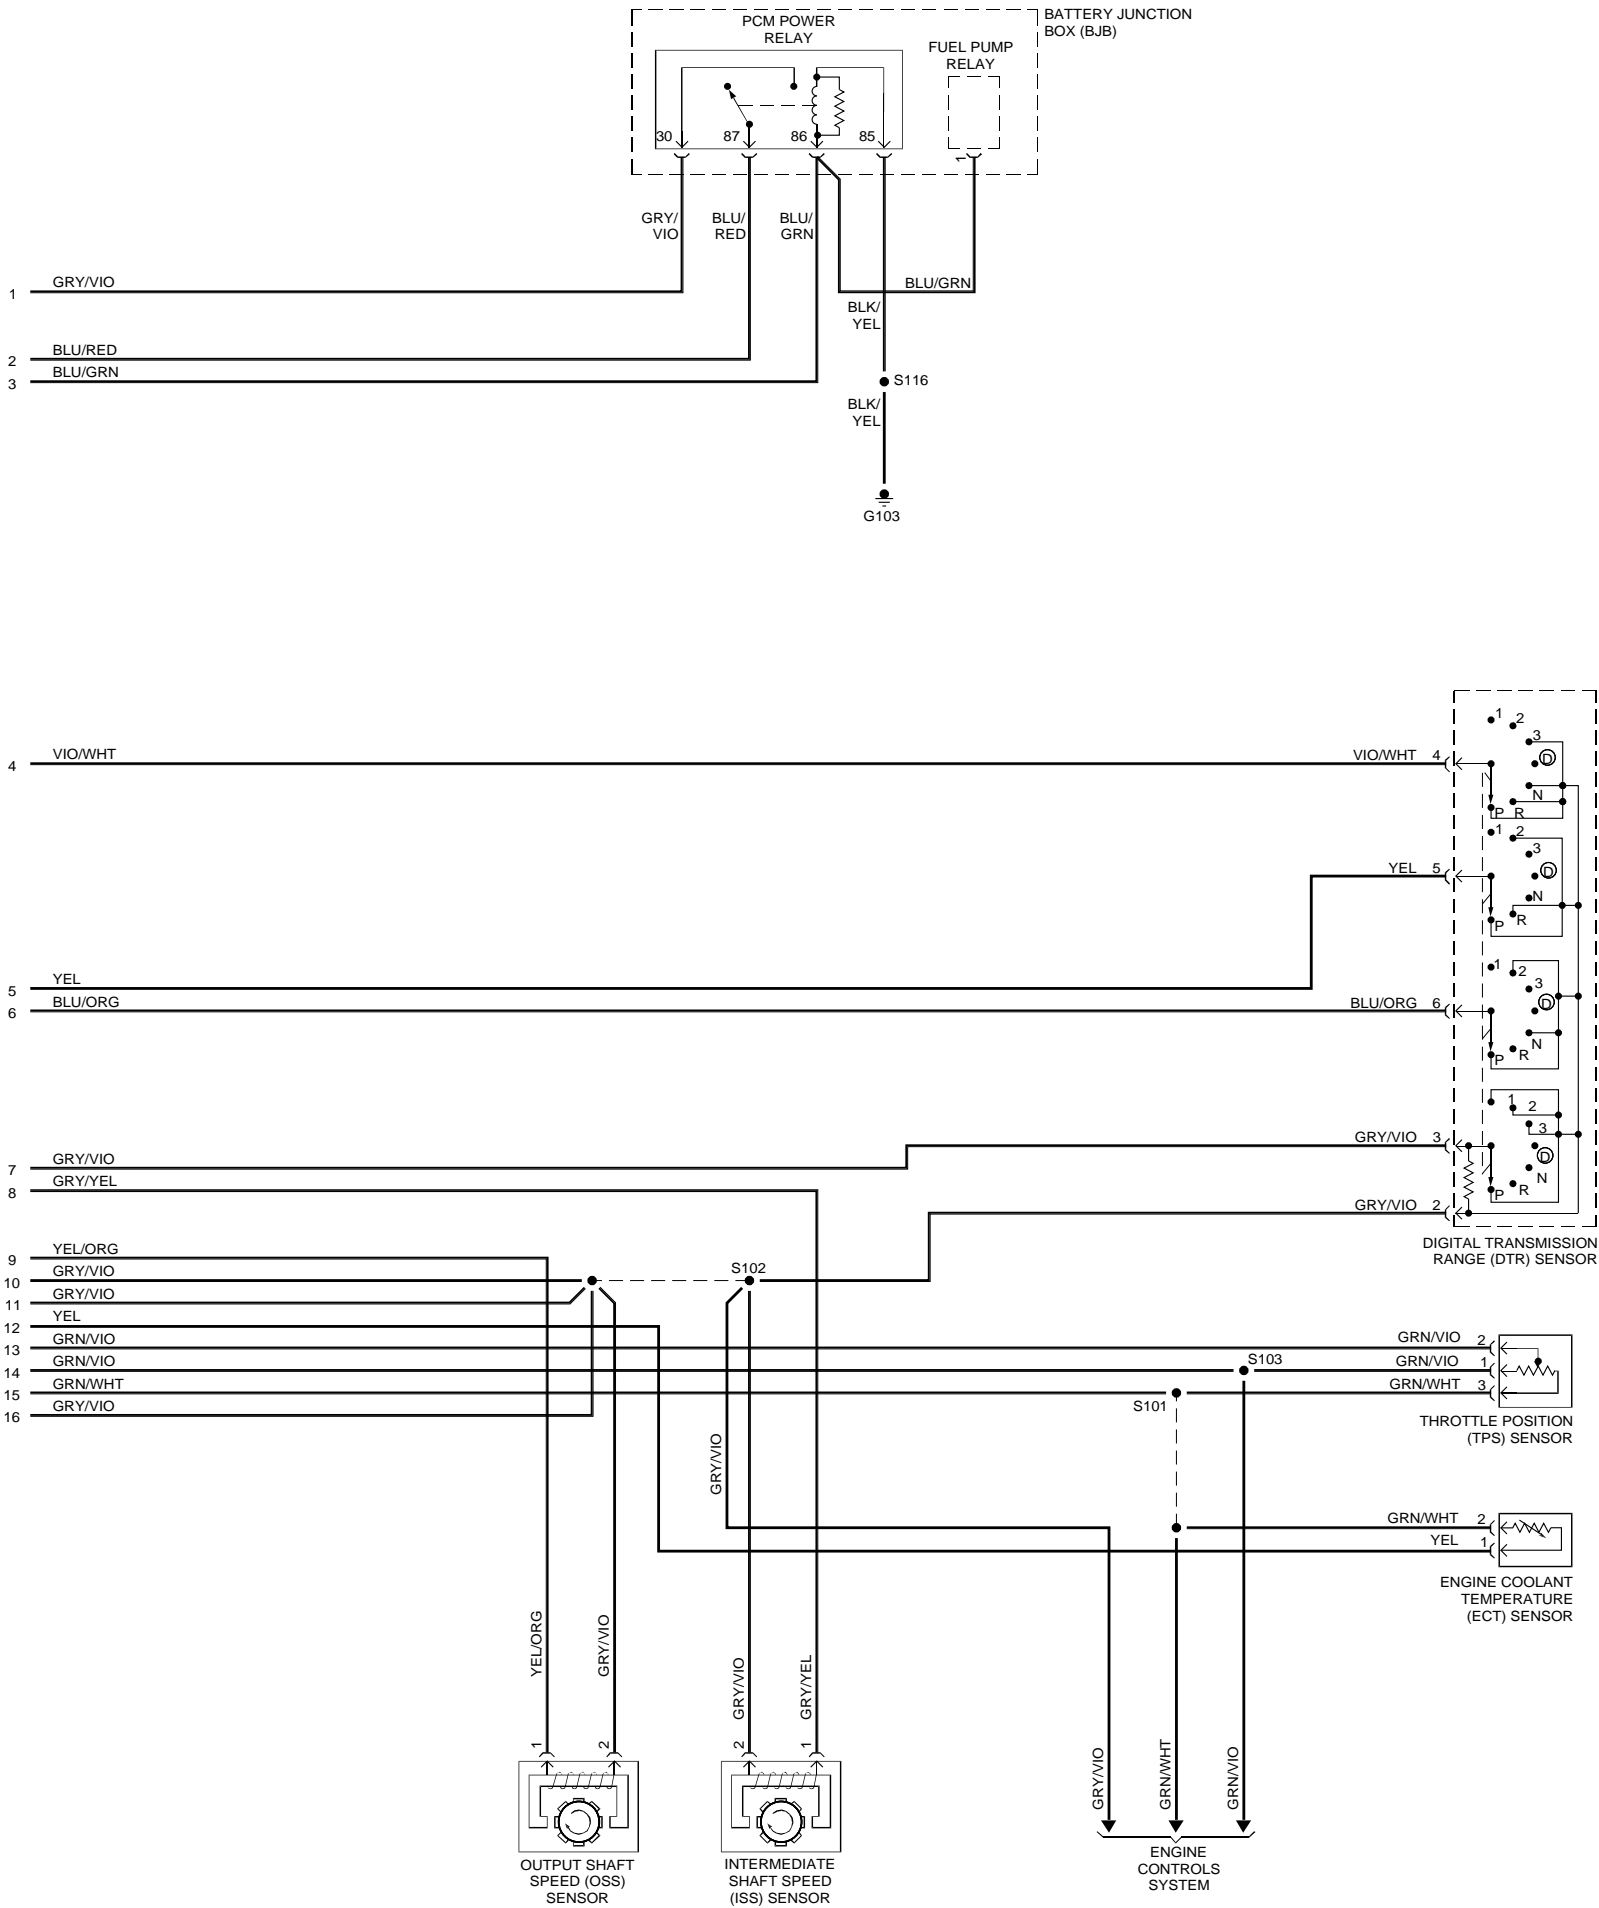 PCM POWER
RELAY
BATTERY JUNCTION
BOX (BJB)
FUEL PUMP
RELAY
30 87 86 85
1
GRY/
VIO
BLU/
RED
BLU/
GRN
1 GRY/VIO
BLU/GRN
BLK/
YEL
2 BLU/RED
3 BLU/GRN
S116
BLK/
YEL
G103
1
2
3
4 VIO/WHT
VIO/WHT 4
D
N
P R
1 2
3
YEL 5
D
N
P R
5 YEL
1 2
3
6 BLU/ORG
BLU/ORG 6
D
N
P R
1 2
3
7 GRY/VIO
GRY/VIO 3
D
N
P R
8 GRY/YEL
GRY/VIO 2
DIGITAL TRANSMISSION
RANGE (DTR) SENSOR
9 YEL/ORG
10 GRY/VIO
S102
11 GRY/VIO
12 YEL
13 GRN/VIO
GRN/VIO 2
14 GRN/VIO
S103
GRN/VIO 1
15 GRN/WHT
S101
GRN/WHT 3
16 GRY/VIO
THROTTLE POSITION
(TPS) SENSOR
GRY/VIO
GRN/WHT 2
YEL 1
ENGINE COOLANT
TEMPERATURE
(ECT) SENSOR
YEL/ORG
GRY/VIO
GRY/VIO
GRY/YEL
1 2
2 1
GRY/VIO
GRN/WHT
GRN/VIO
OUTPUT SHAFT
SPEED (OSS)
SENSOR
INTERMEDIATE
SHAFT SPEED
(ISS) SENSOR
ENGINE
CONTROLS
SYSTEM